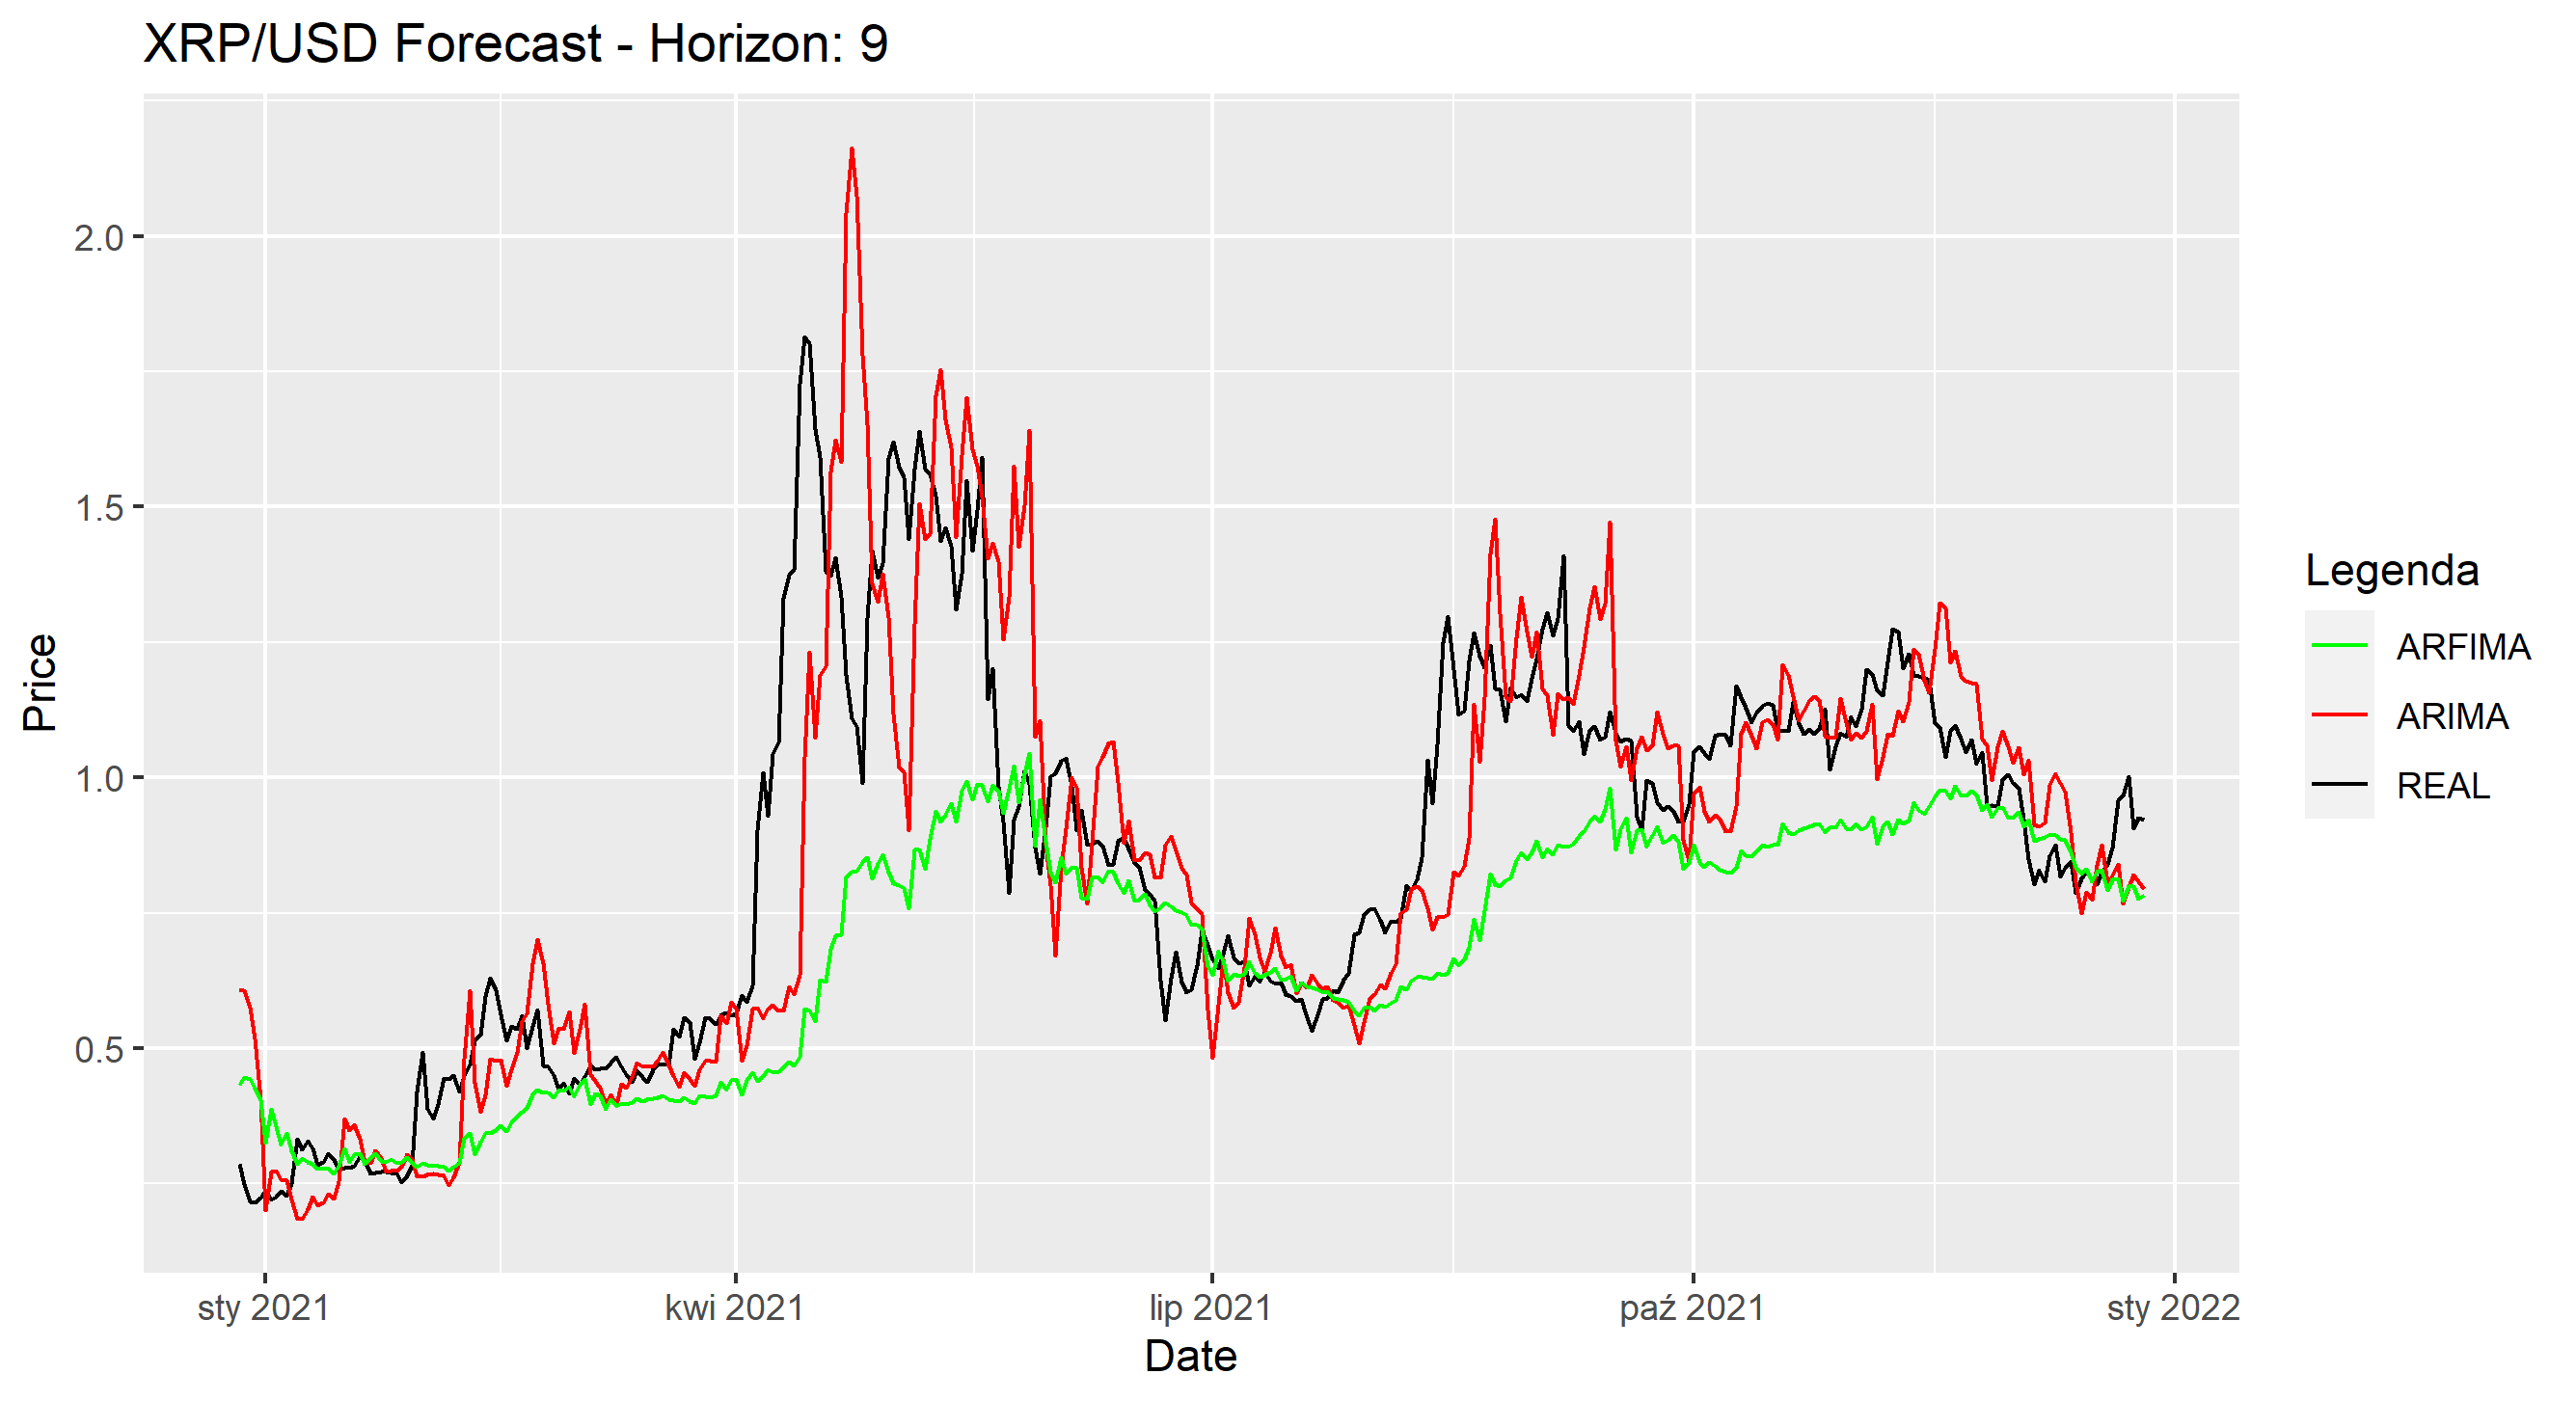 XRP/USD Forecast - Horizon: 9
Price
2.0
1.5
1.0
0.5
sty 2021
kwi 2021
lip 2021
paź 2021
sty 2022
Date
Legenda
ARFIMA
ARIMA
REAL